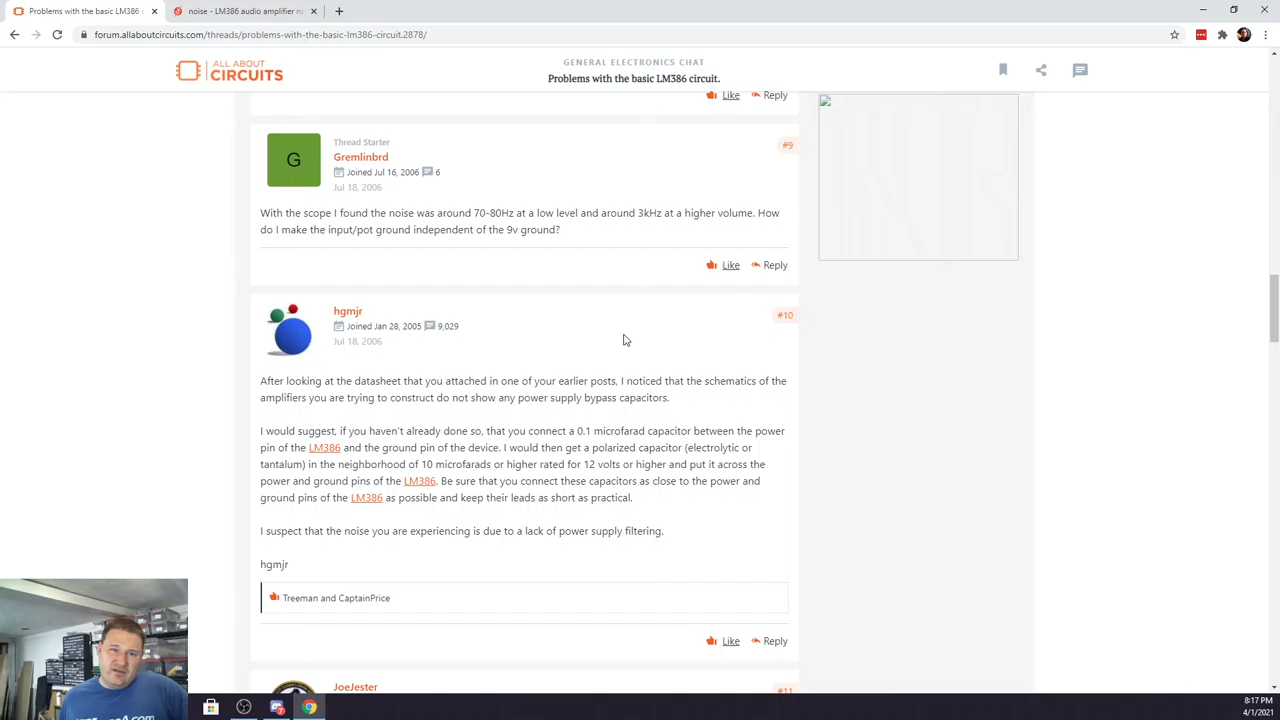 Problems with the basic LM386 c
noise - LM386 audio amplifier no
forum.allaboutcircuits.com/threads/problems-with-the-basic-lm386-circuit.2878/
ALL ABOUT
CIRCUITS
GENERAL ELECTRONICS CHAT
Problems with the basic LM386 circuit.
Like Reply
G
Thread Starter
Gremlinbrd
Joined Jul 16, 2006 6
Jul 18, 2006
#9
With the scope I found the noise was around 70-80Hz at a low level and around 3kHz at a higher volume. How
do I make the input/pot ground independent of the 9v ground?
Like Reply
hgmjr
Joined Jan 28, 2005 9,029
Jul 18, 2006
#10
After looking at the datasheet that you attached in one of your earlier posts, I noticed that the schematics of the
amplifiers you are trying to construct do not show any power supply bypass capacitors.
I would suggest, if you haven't already done so, that you connect a 0.1 microfarad capacitor between the power
pin of the LM386 and the ground pin of the device. I would then get a polarized capacitor (electrolytic or
tantalum) in the neighborhood of 10 microfarads or higher rated for 12 volts or higher and put it across the
power and ground pins of the LM386. Be sure that you connect these capacitors as close to the power and
ground pins of the LM386 as possible and keep their leads as short as practical.
I suspect that the noise you are experiencing is due to a lack of power supply filtering.
hgmjr
Treeman and CaptainPrice
Like Reply
JoeJester
#11
8:17 PM
4/1/2021